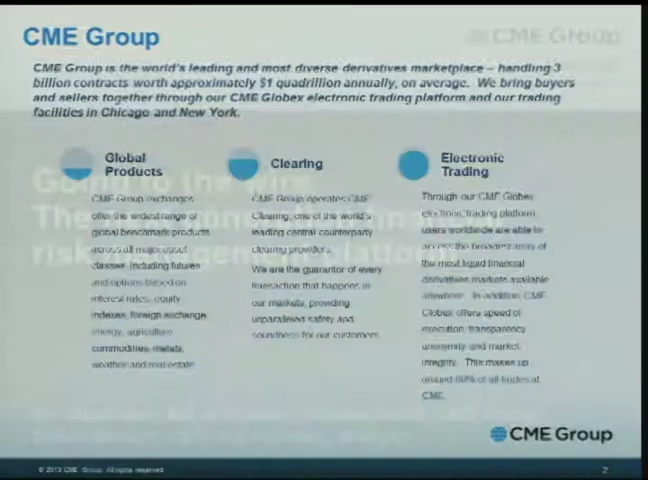 CME Group
CME Group
CME Group is the world's leading and most diverse derivatives marketplace – handling 3
billion contracts worth approximately $1 quadrillion annually, on average. We bring buyers
and sellers together through our CME Globex electronic trading platform and our trading
facilities in Chicago and New York.
Global
Products
CME Group exchanges
offer the widest range of
global benchmark products
across all major asset
classes, including futures
and options based on
interest rates, equity
indexes, foreign exchange,
energy, agriculture
commodities, metals,
weather and real estate
Clearing
CME Group operates CME
Clearing, one of the world's
leading central counterparty
clearing providers.
We are the guarantor of every
transaction that happens in
our markets, providing
unparalleled safety and
soundness for our customers.
Electronic
Trading
Through our CME Globex
electronic trading platform,
users worldwide are able to
access the broadest array of
the most liquid financial
derivatives markets available
anywhere. In addition CME
Globex offers speed of
execution, transparency
anonymity and market
integrity. This makes up
around of all trades at
CME.
to the
The
risk management
CME Group
© 2013 CME Group. All rights reserved
2